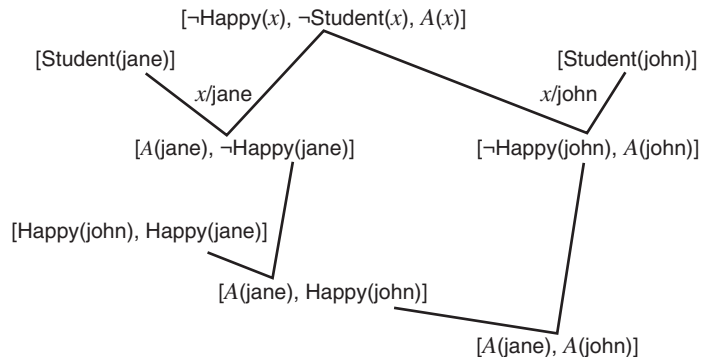 [¬Happy(x), ¬Student(x), A(x)]
[Student(jane)]
[Student(john)]
x/jane
x/john
[A(jane), ¬Happy(jane)]
[¬Happy(john), A(john)]
[Happy(john), Happy(jane)]
[A(jane), Happy(john)]
[A(jane), A(john)]